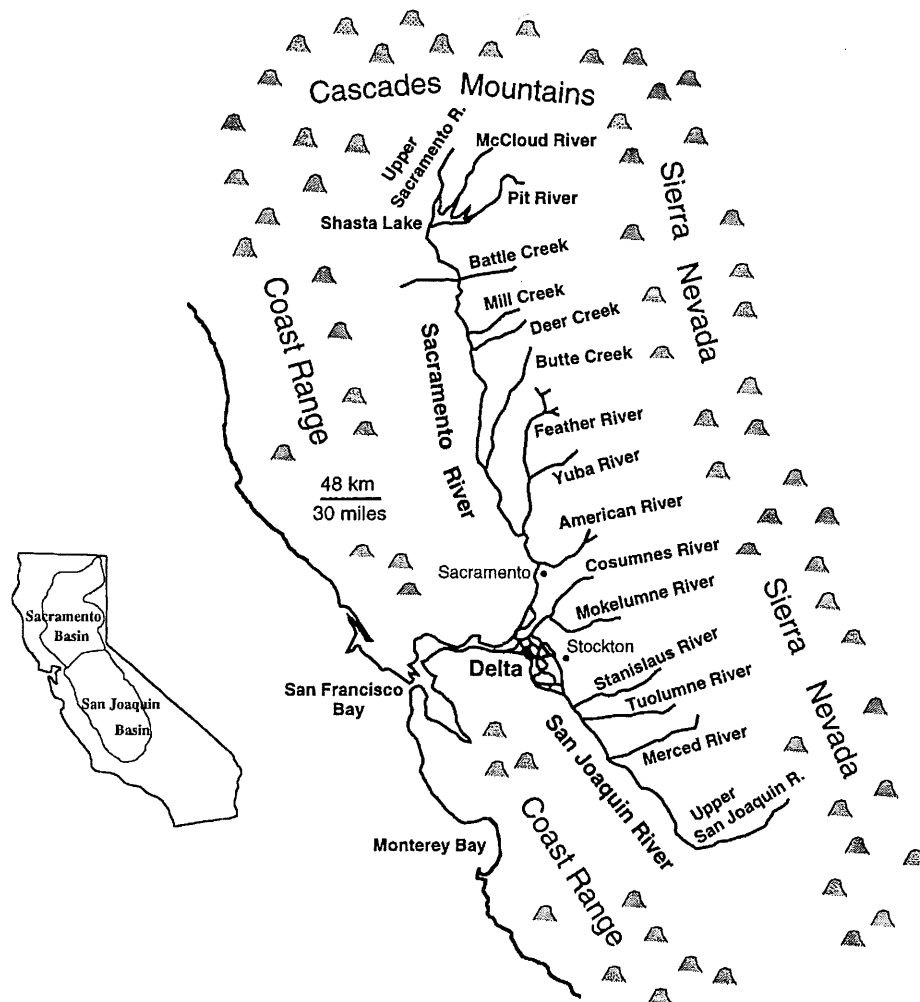 Cascades Mountains
Upper
Sacramento R.
McCloud River
Pit River
Shasta Lake
Sierra Nevada
Battle Creek
Mill Creek
Deer Creek
Coast Range
Sacramento River
Butte Creek
Feather River
Yuba River
48 km
30 miles
American River
Sacramento
Cosumnes River
Mokelumne River
Stockton
Sacramento
Basin
San Joaquin
Basin
Delta
San Francisco
Bay
Stanislaus River
Tuolumne River
Merced River
Sierra Nevada
San Joaquin River
Upper
San Joaquin R.
Monterey Bay
Coast Range